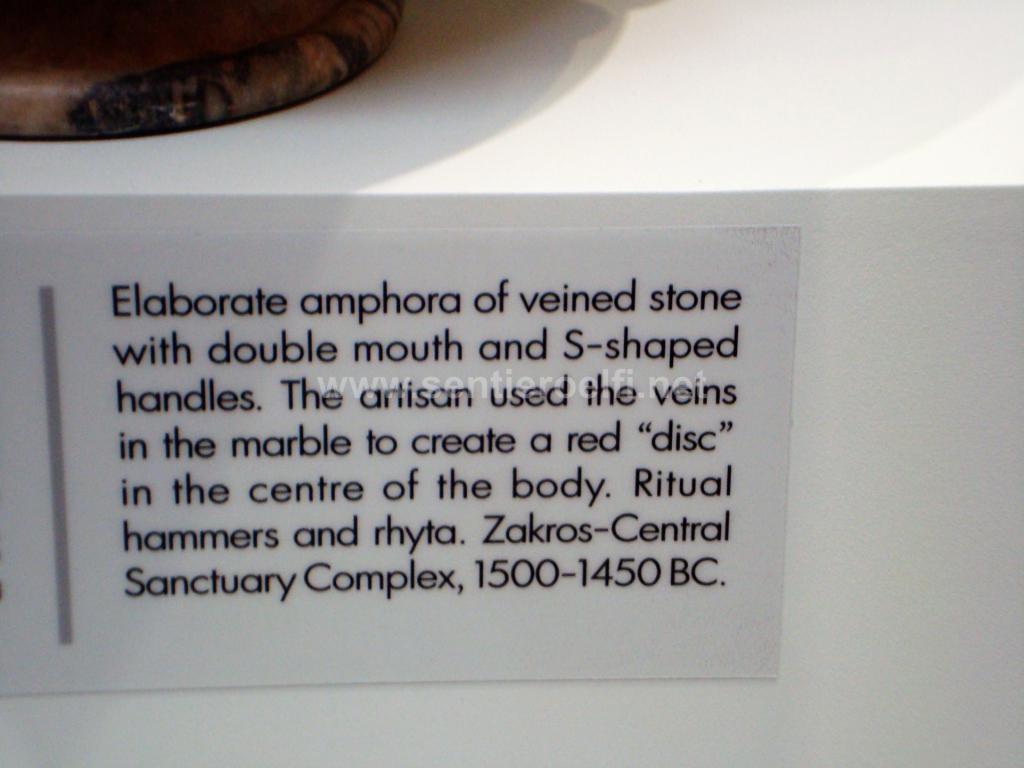 Elaborate amphora of veined stone
with double mouth and S-shaped
handles. The artisan used the veins
in the marble to create a red “disc”
in the centre of the body. Ritual
hammers and rhyta. Zakros-Central
Sanctuary Complex, 1500-1450 BC.
www.sentieroelfi.net